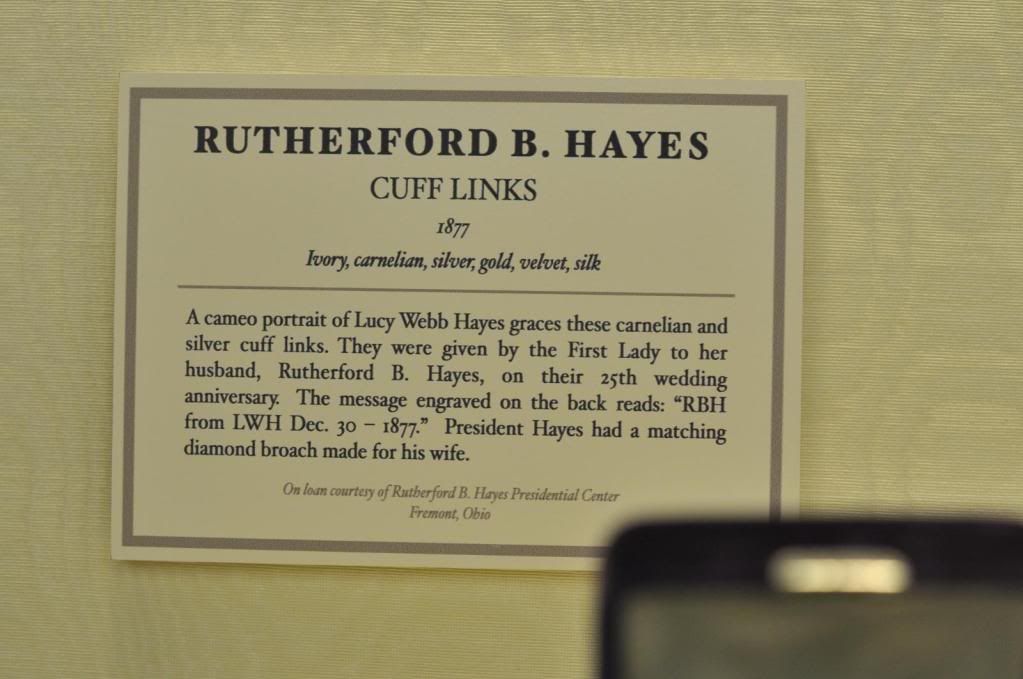 RUTHERFORD B. HAYES
CUFF LINKS
1877
Ivory, carnelian, silver, gold, velvet, silk
A cameo portrait of Lucy Webb Hayes graces these carnelian and
silver cuff links. They were given by the First Lady to her
husband, Rutherford B. Hayes, on their 25th wedding
anniversary. The message engraved on the back reads: “RBH
from LWH Dec. 30 – 1877.” President Hayes had a matching
diamond broach made for his wife.
On loan courtesy of Rutherford B. Hayes Presidential Center
Fremont, Ohio